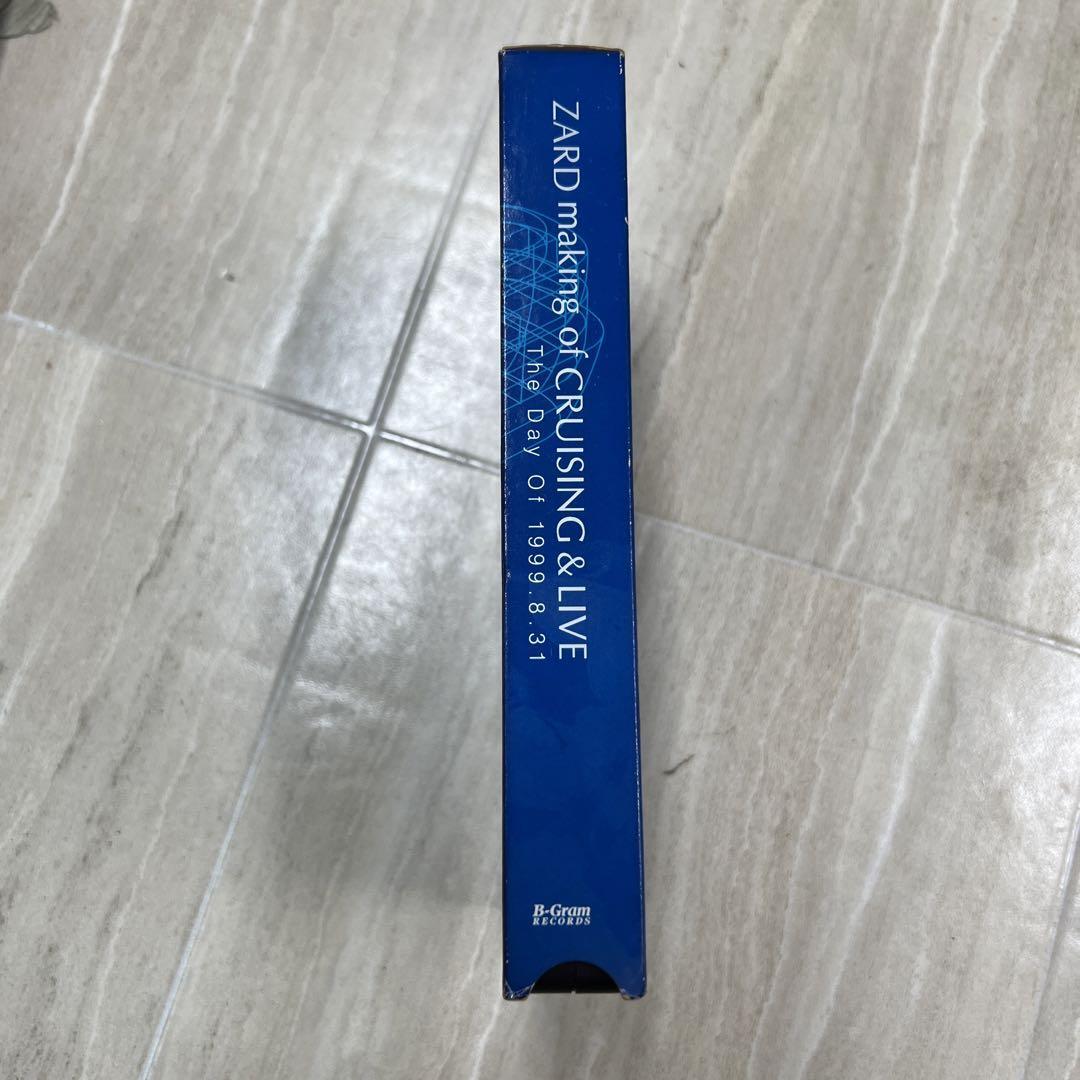 ZARD making of CRUISING & LIVE
The Day Of 1999.8.31
B-Gram
RECORDS